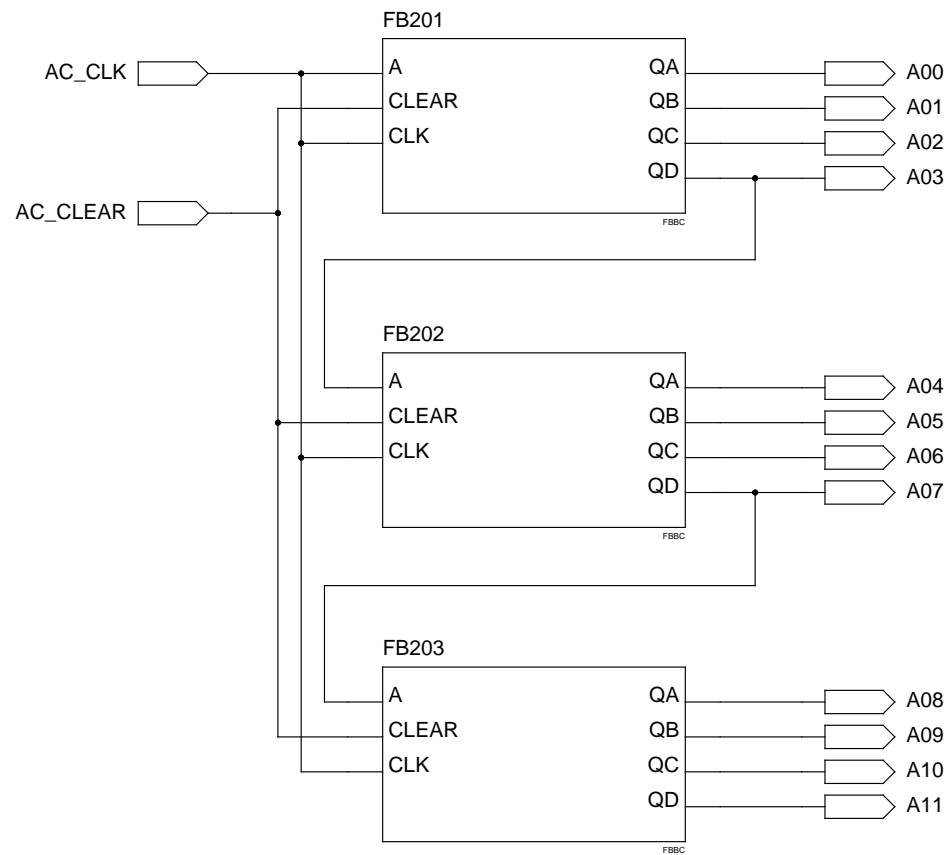 FB201
AC_CLK
A
QA
A00
CLEAR
QB
A01
CLK
QC
A02
QD
A03
AC_CLEAR
FBBC
FB202
A
QA
A04
CLEAR
QB
A05
CLK
QC
A06
QD
A07
FBBC
FB203
A
QA
A08
CLEAR
QB
A09
CLK
QC
A10
QD
A11
FBBC